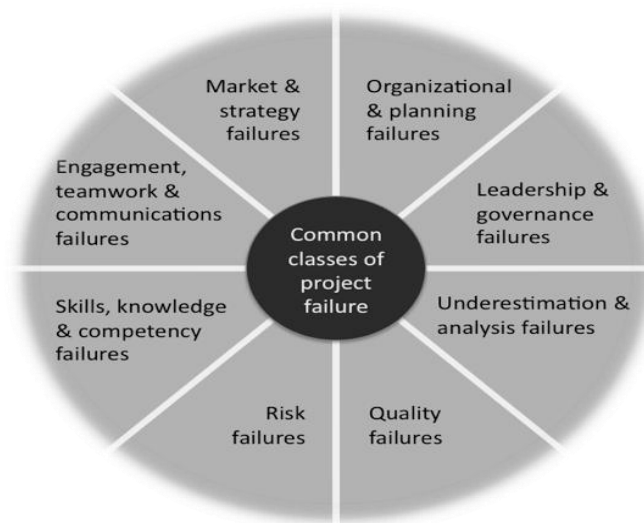 Market &
strategy
failures
Organizational
& planning
failures
Engagement,
teamwork &
communications
failures
Leadership &
governance
failures
Common
classes of
project
failure
Skills, knowledge
& competency
failures
Underestimation &
analysis failures
Risk
failures
Quality
failures